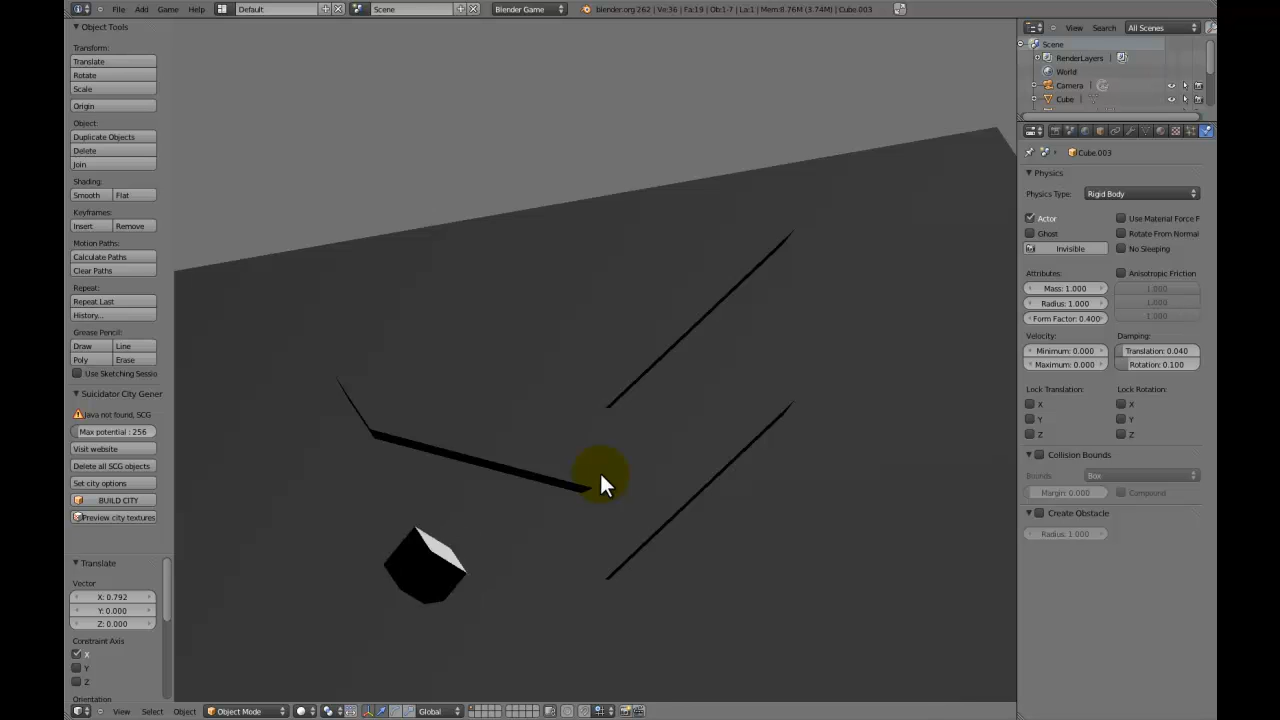 File Add Game Help Default Scene Blender Game blender.org 262 | Ve:36 | Fa:19 | Ob:1-7 | La:1 | Mem:8.76M (3.74M) | Cube.003
Object Tools
Transform:
Translate
Rotate
Scale
Origin
Object:
Duplicate Objects
Delete
Join
Shading:
Smooth Flat
Keyframes:
Insert Remove
Motion Paths:
Calculate Paths
Clear Paths
Repeat:
Repeat Last
History...
Grease Pencil:
Draw Line
Poly Erase
Use Sketching Sessio
Suicidator City Gener
Java not found, SCG
Max potential : 256
Visit website
Delete all SCG objects
Set city options
BUILD CITY
Preview city textures
Translate
Vector
X: 0.792
Y: 0.000
Z: 0.000
Constraint Axis
X
Y
Z
Orientation
View Select Object Object Mode Global
View Search All Scenes
Scene
RenderLayers
World
Camera
Cube
Cube.003
Physics
Physics Type: Rigid Body
Actor Use Material Force F
Ghost Rotate From Normal
Invisible No Sleeping
Attributes: Anisotropic Friction
Mass: 1.000 1.000
Radius: 1.000 1.000
Form Factor: 0.400 1.000
Velocity: Damping:
Minimum: 0.000 Translation: 0.040
Maximum: 0.000 Rotation: 0.100
Lock Translation: Lock Rotation:
X X
Y Y
Z Z
Collision Bounds
Bounds: Box
Margin: 0.000 Compound
Create Obstacle
Radius: 1.000